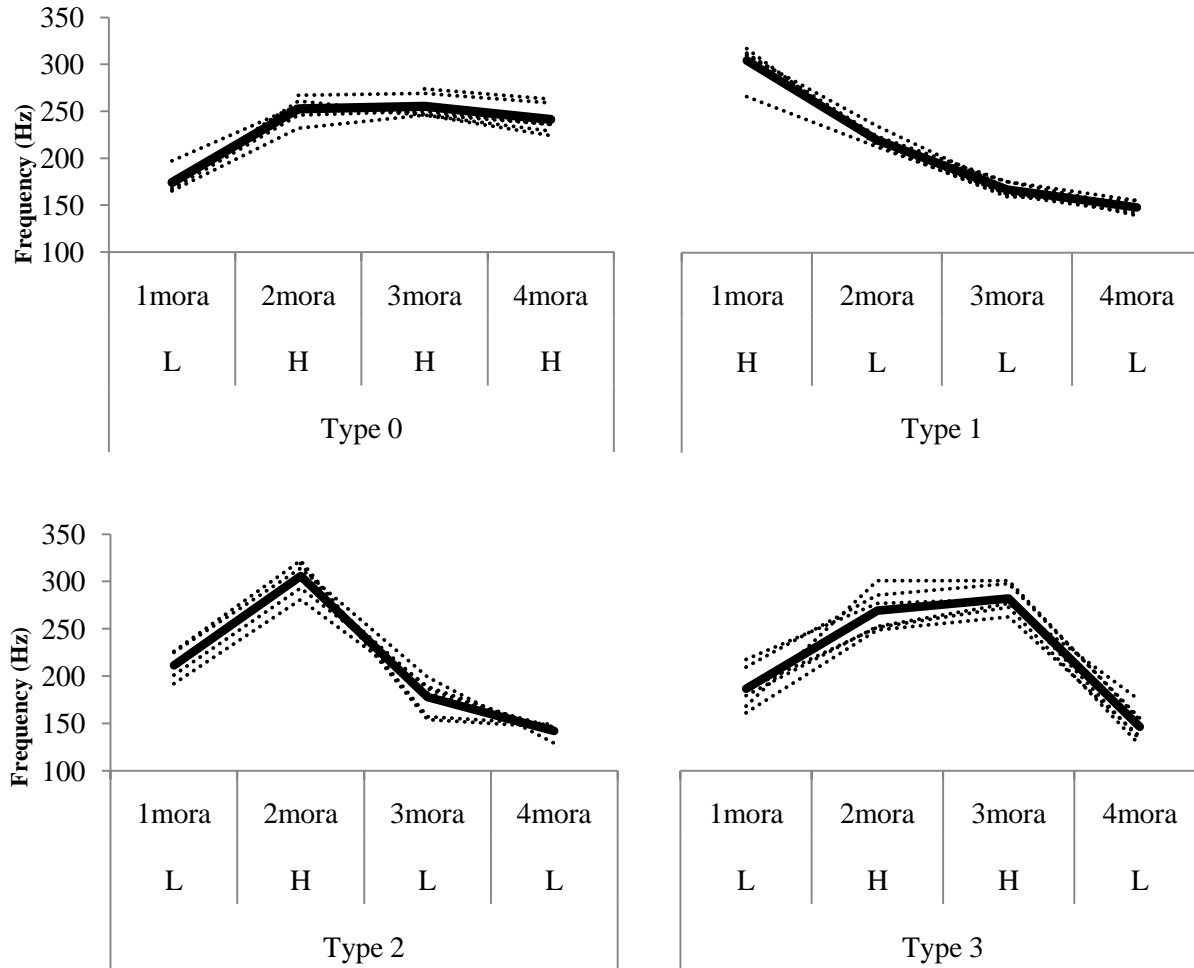 350
300
250
200
150
100
Frequency (Hz)
1mora 2mora 3mora 4mora
L H H H
Type 0
1mora 2mora 3mora 4mora
H L L L
Type 1
350
300
250
200
150
100
Frequency (Hz)
1mora 2mora 3mora 4mora
L H L L
Type 2
1mora 2mora 3mora 4mora
L H H L
Type 3